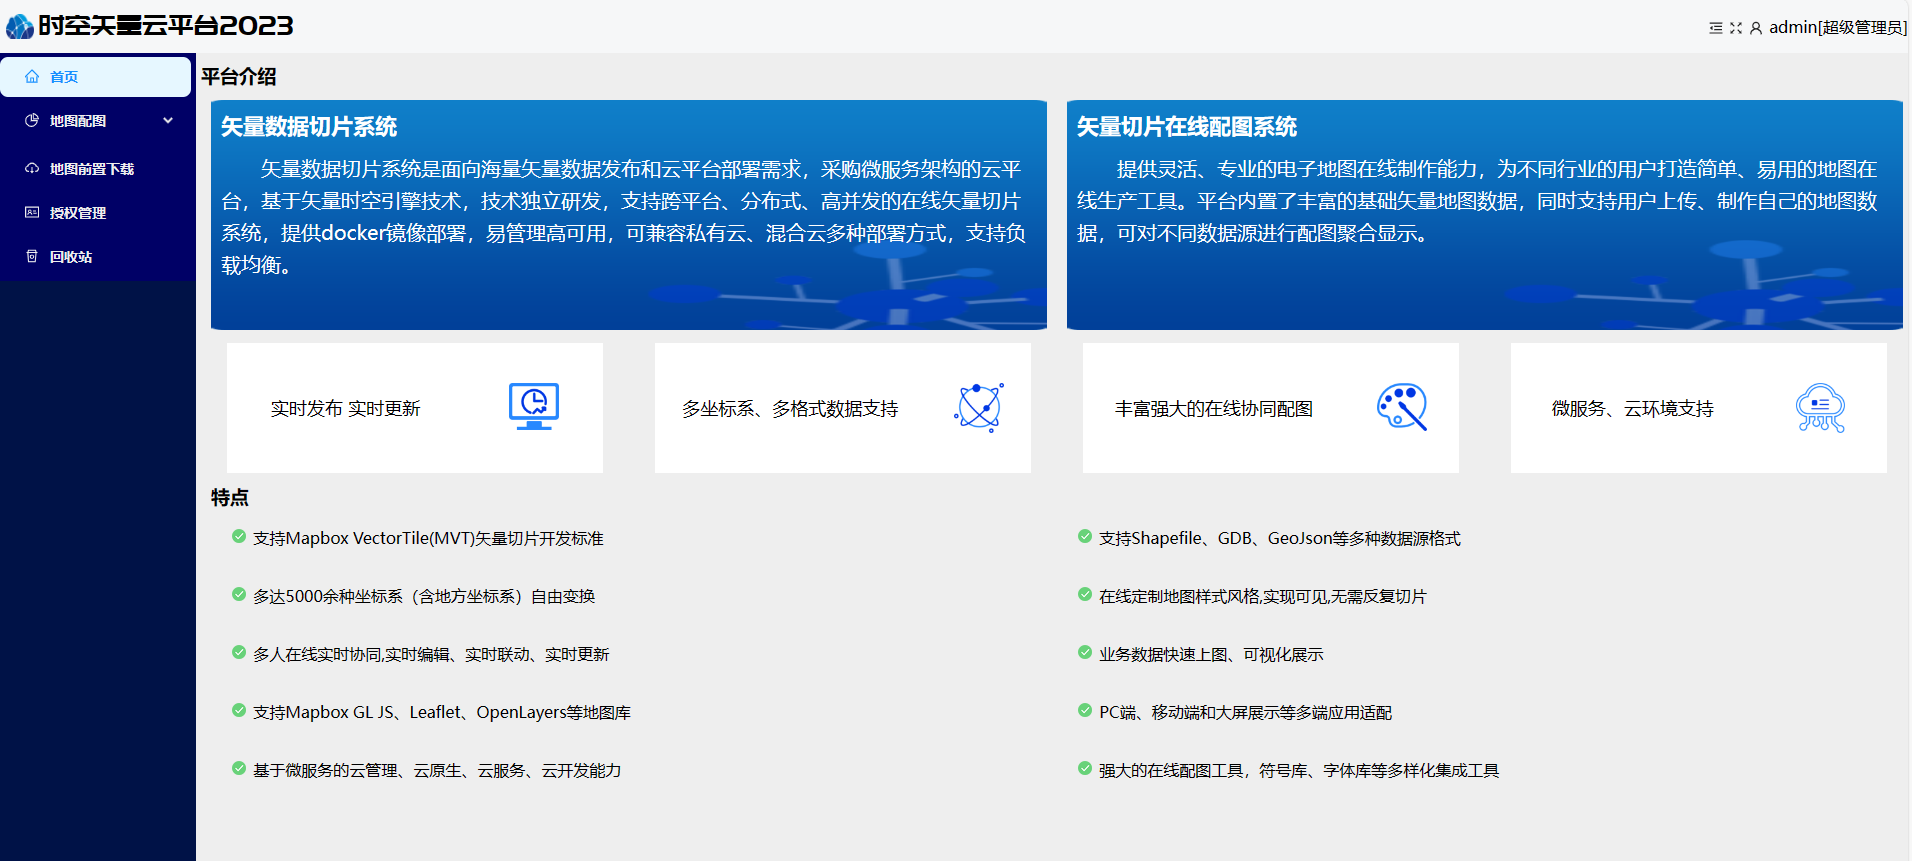 时空矢量云平台2023
admin[超级管理员]
首页
地图配图
地图前置下载
授权管理
回收站
平台介绍
矢量数据切片系统
矢量数据切片系统是面向海量矢量数据发布和云平台部署需求，采购微服务架构的云平
台，基于矢量时空引擎技术，技术独立研发，支持跨平台、分布式、高并发的在线矢量切片
系统，提供docker镜像部署，易管理高可用，可兼容私有云、混合云多种部署方式，支持负
载均衡。
矢量切片在线配图系统
提供灵活、专业的电子地图在线制作能力，为不同行业的用户打造简单、易用的地图在
线生产工具。平台内置了丰富的基础矢量地图数据，同时支持用户上传、制作自己的地图数
据，可对不同数据源进行配图聚合显示。
实时发布 实时更新
多坐标系、多格式数据支持
丰富强大的在线协同配图
微服务、云环境支持
特点
支持Mapbox VectorTile(MVT)矢量切片开发标准
支持Shapefile、GDB、GeoJson等多种数据源格式
多达5000余种坐标系（含地方坐标系）自由变换
在线定制地图样式风格,实现可见,无需反复切片
多人在线实时协同,实时编辑、实时联动、实时更新
业务数据快速上图、可视化展示
支持Mapbox GL JS、Leaflet、OpenLayers等地图库
PC端、移动端和大屏展示等多端应用适配
基于微服务的云管理、云原生、云服务、云开发能力
强大的在线配图工具，符号库、字体库等多样化集成工具